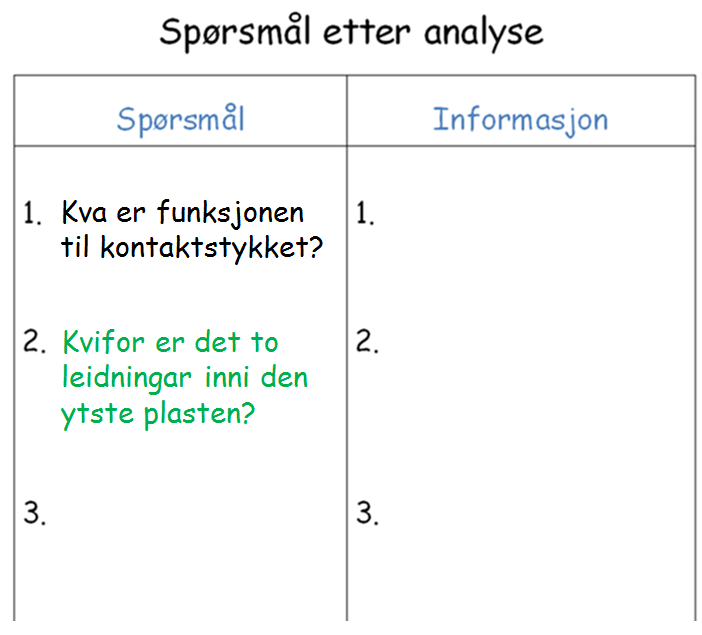 Spørsmål etter analyse
Spørsmål
Informasjon
1. Kva er funksjonen
til kontaktstykket?
1.
2. Kvifor er det to
leidningar inni den
ytste plasten?
2.
3.
3.